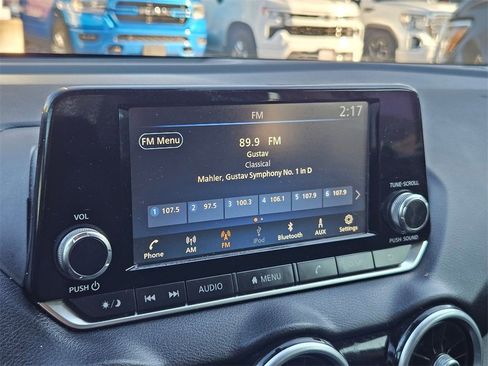 FM
2:17
FM Menu
89.9 FM
Gustav
Classical
Mahler, Gustav Symphony No. 1 in D
1 107.5 2 97.5 3 100.3 4 106.1 5 107.9 6 107.9
Phone AM FM iPod Bluetooth AUX Settings
VOL
PUSH
TUNE·SCROLL
PUSH SOUND
AUDIO
MENU